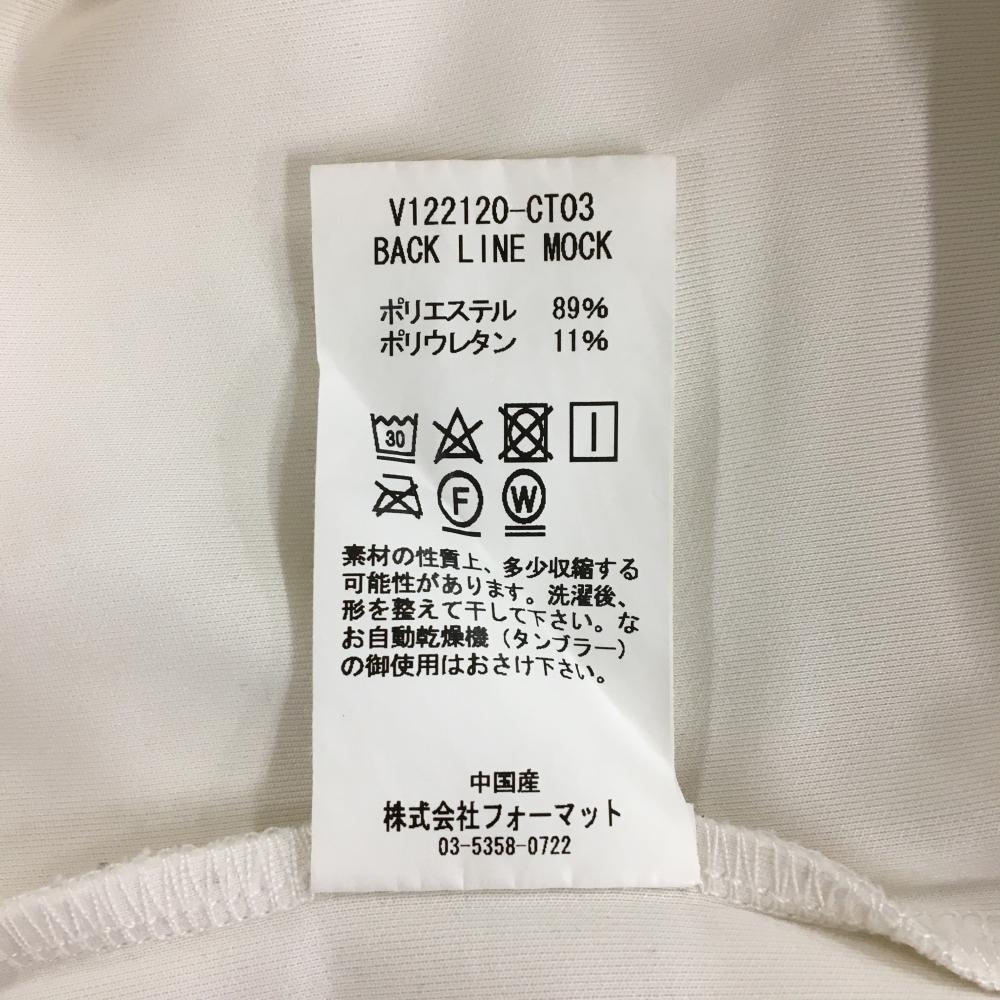 V122120-CT03
BACK LINE MOCK
ポリエステル 89%
ポリウレタン 11%
30
F W
素材の性質上、多少収縮する
可能性があります。洗濯後、
形を整えて干して下さい。な
お自動乾燥機（タンブラー）
の御使用はおさけ下さい。
中国産
株式会社フォーマット
03-5358-0722